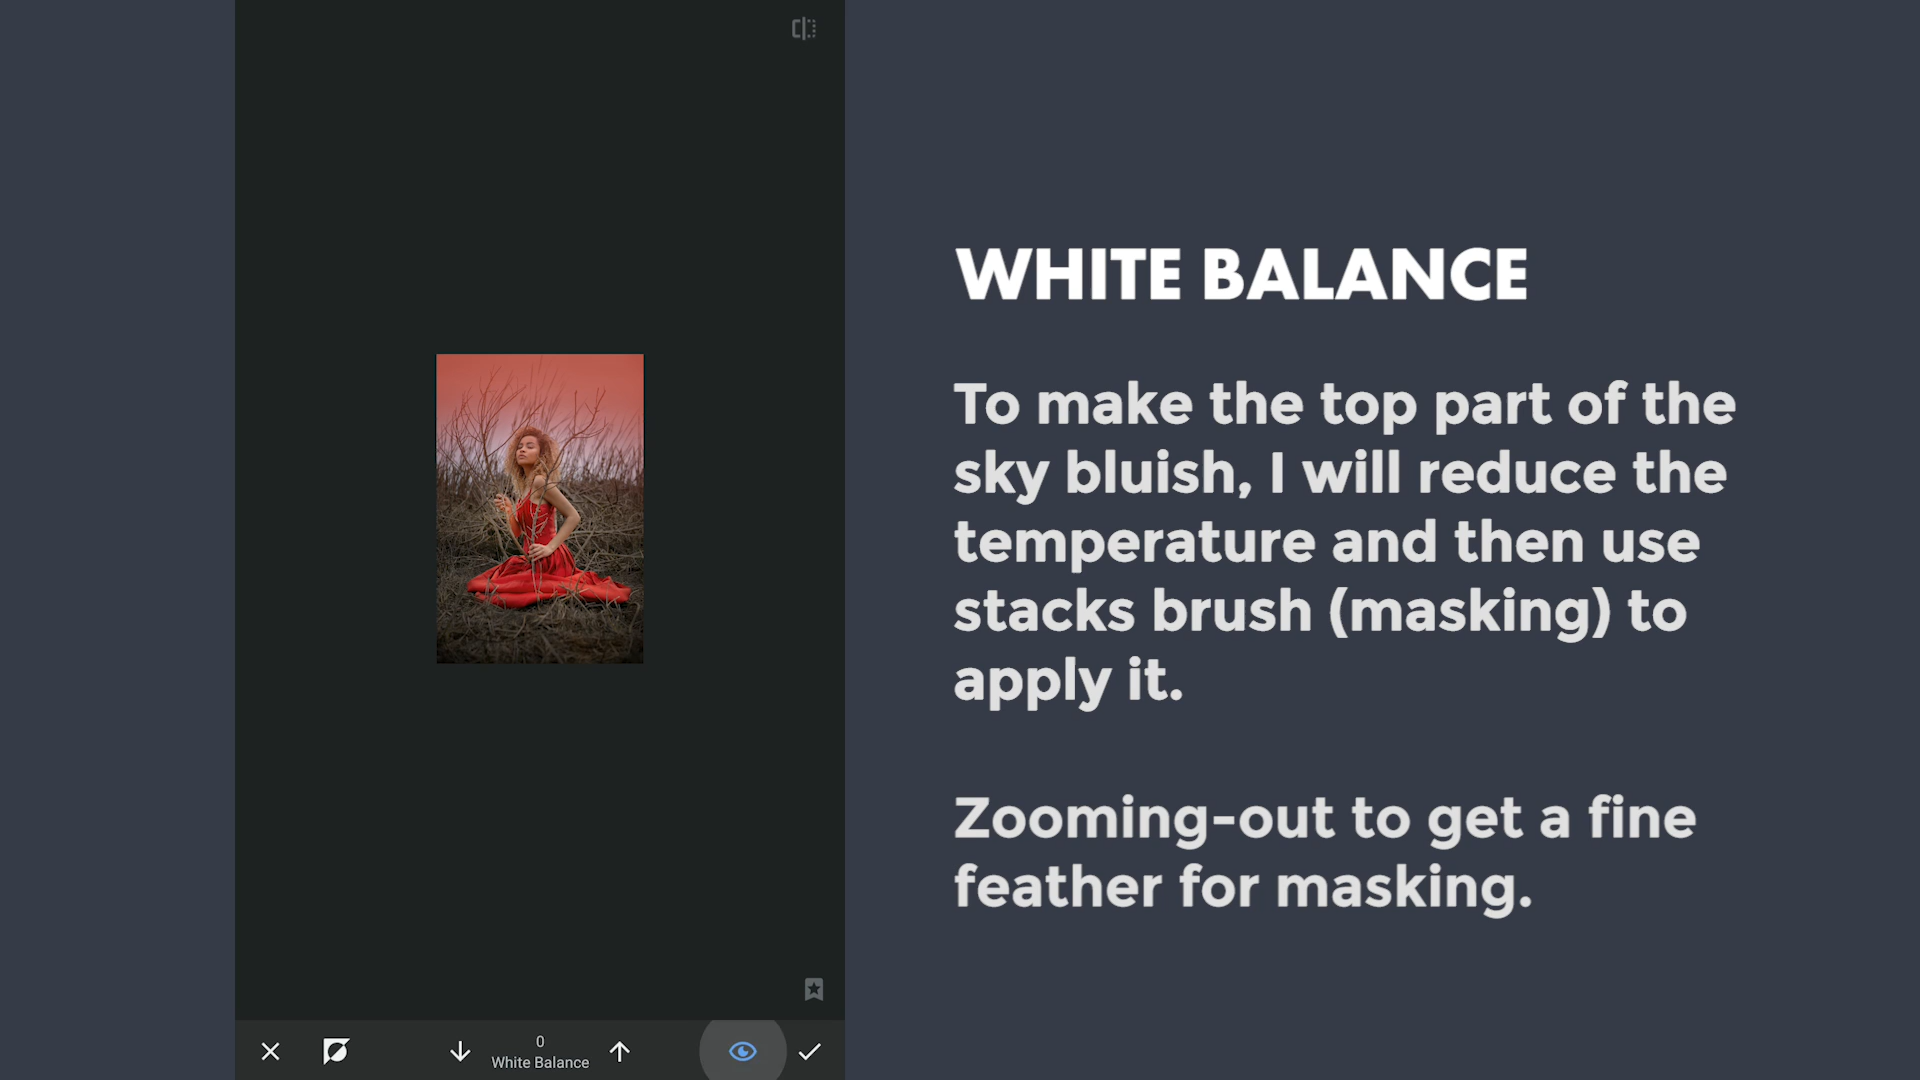 WHITE BALANCE
To make the top part of the
sky bluish, I will reduce the
temperature and then use
stacks brush (masking) to
apply it.
Zooming-out to get a fine
feather for masking.
0
White Balance